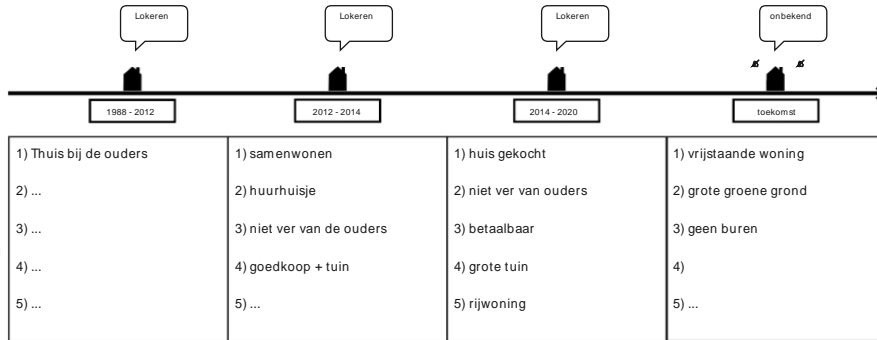 Lokeren
Lokeren
Lokeren
onbekend
1988 - 2012
2012 - 2014
2014 - 2020
toekomst
1) Thuis bij de ouders
2) ...
3) ...
4) ...
5) ...
1) samenwonen
2) huurhuisje
3) niet ver van de ouders
4) goedkoop + tuin
5) ...
1) huis gekocht
2) niet ver van ouders
3) betaalbaar
4) grote tuin
5) rijwoning
1) vrijstaande woning
2) grote groene grond
3) geen buren
4)
5) ...